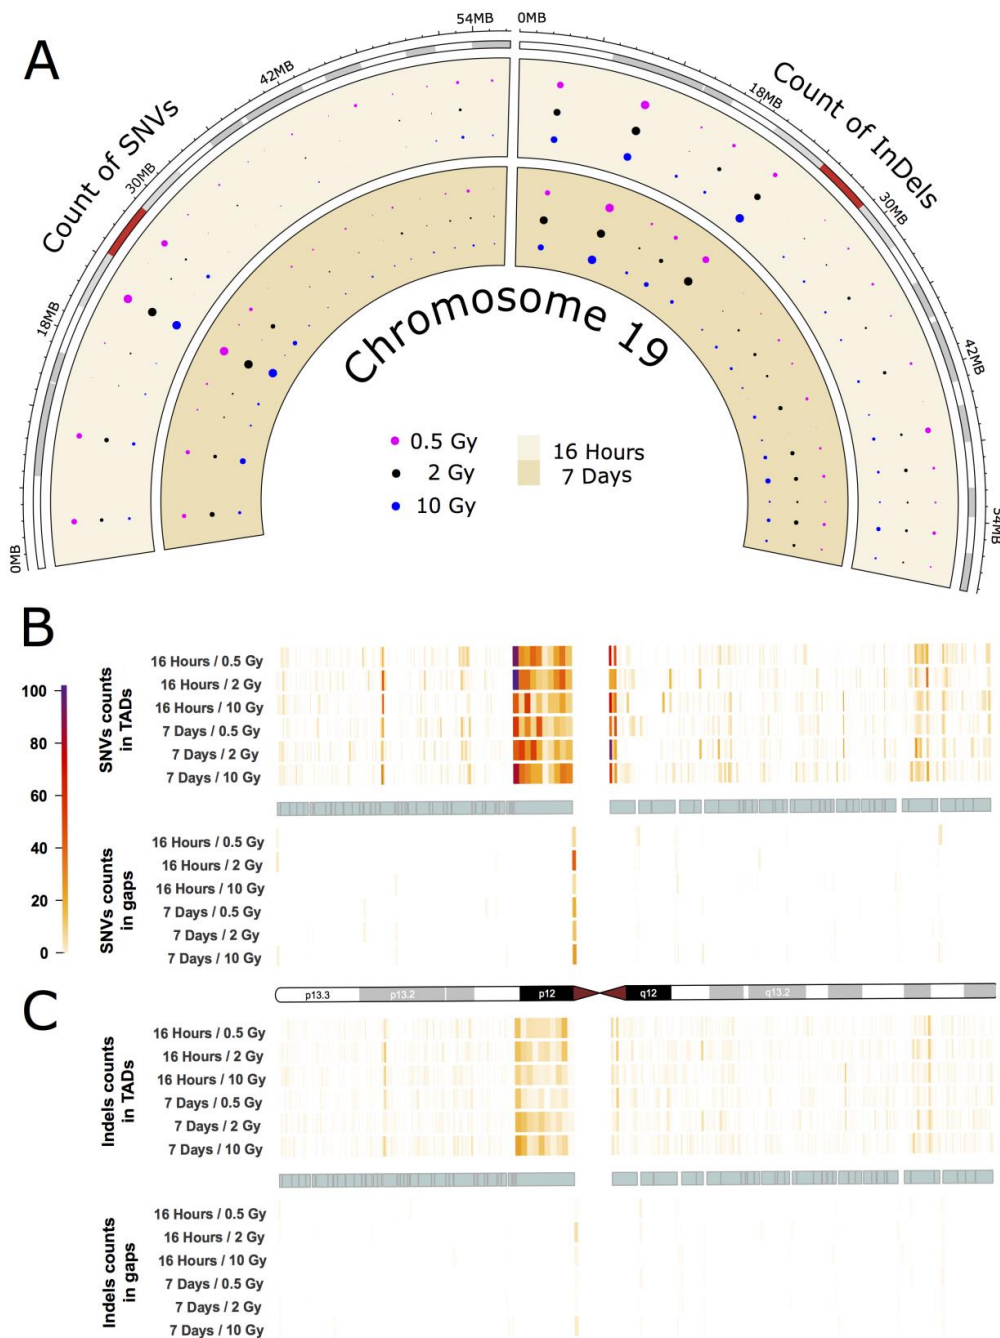 A
54MB
0MB
42MB
18MB
Count of SNVs
Count of InDels
30MB
30MB
18MB
42MB
0MB
54MB
Chromosome 19
0.5 Gy
2 Gy
10 Gy
16 Hours
7 Days
B
SNVs counts
in TADs
16 Hours / 0.5 Gy
16 Hours / 2 Gy
16 Hours / 10 Gy
7 Days / 0.5 Gy
7 Days / 2 Gy
7 Days / 10 Gy
100
80
60
40
20
0
SNVs counts
in gaps
16 Hours / 0.5 Gy
16 Hours / 2 Gy
16 Hours / 10 Gy
7 Days / 0.5 Gy
7 Days / 2 Gy
7 Days / 10 Gy
p13.3
p13.2
p12
q12
q13.2
C
Indels counts
in TADs
16 Hours / 0.5 Gy
16 Hours / 2 Gy
16 Hours / 10 Gy
7 Days / 0.5 Gy
7 Days / 2 Gy
7 Days / 10 Gy
Indels counts
in gaps
16 Hours / 0.5 Gy
16 Hours / 2 Gy
16 Hours / 10 Gy
7 Days / 0.5 Gy
7 Days / 2 Gy
7 Days / 10 Gy